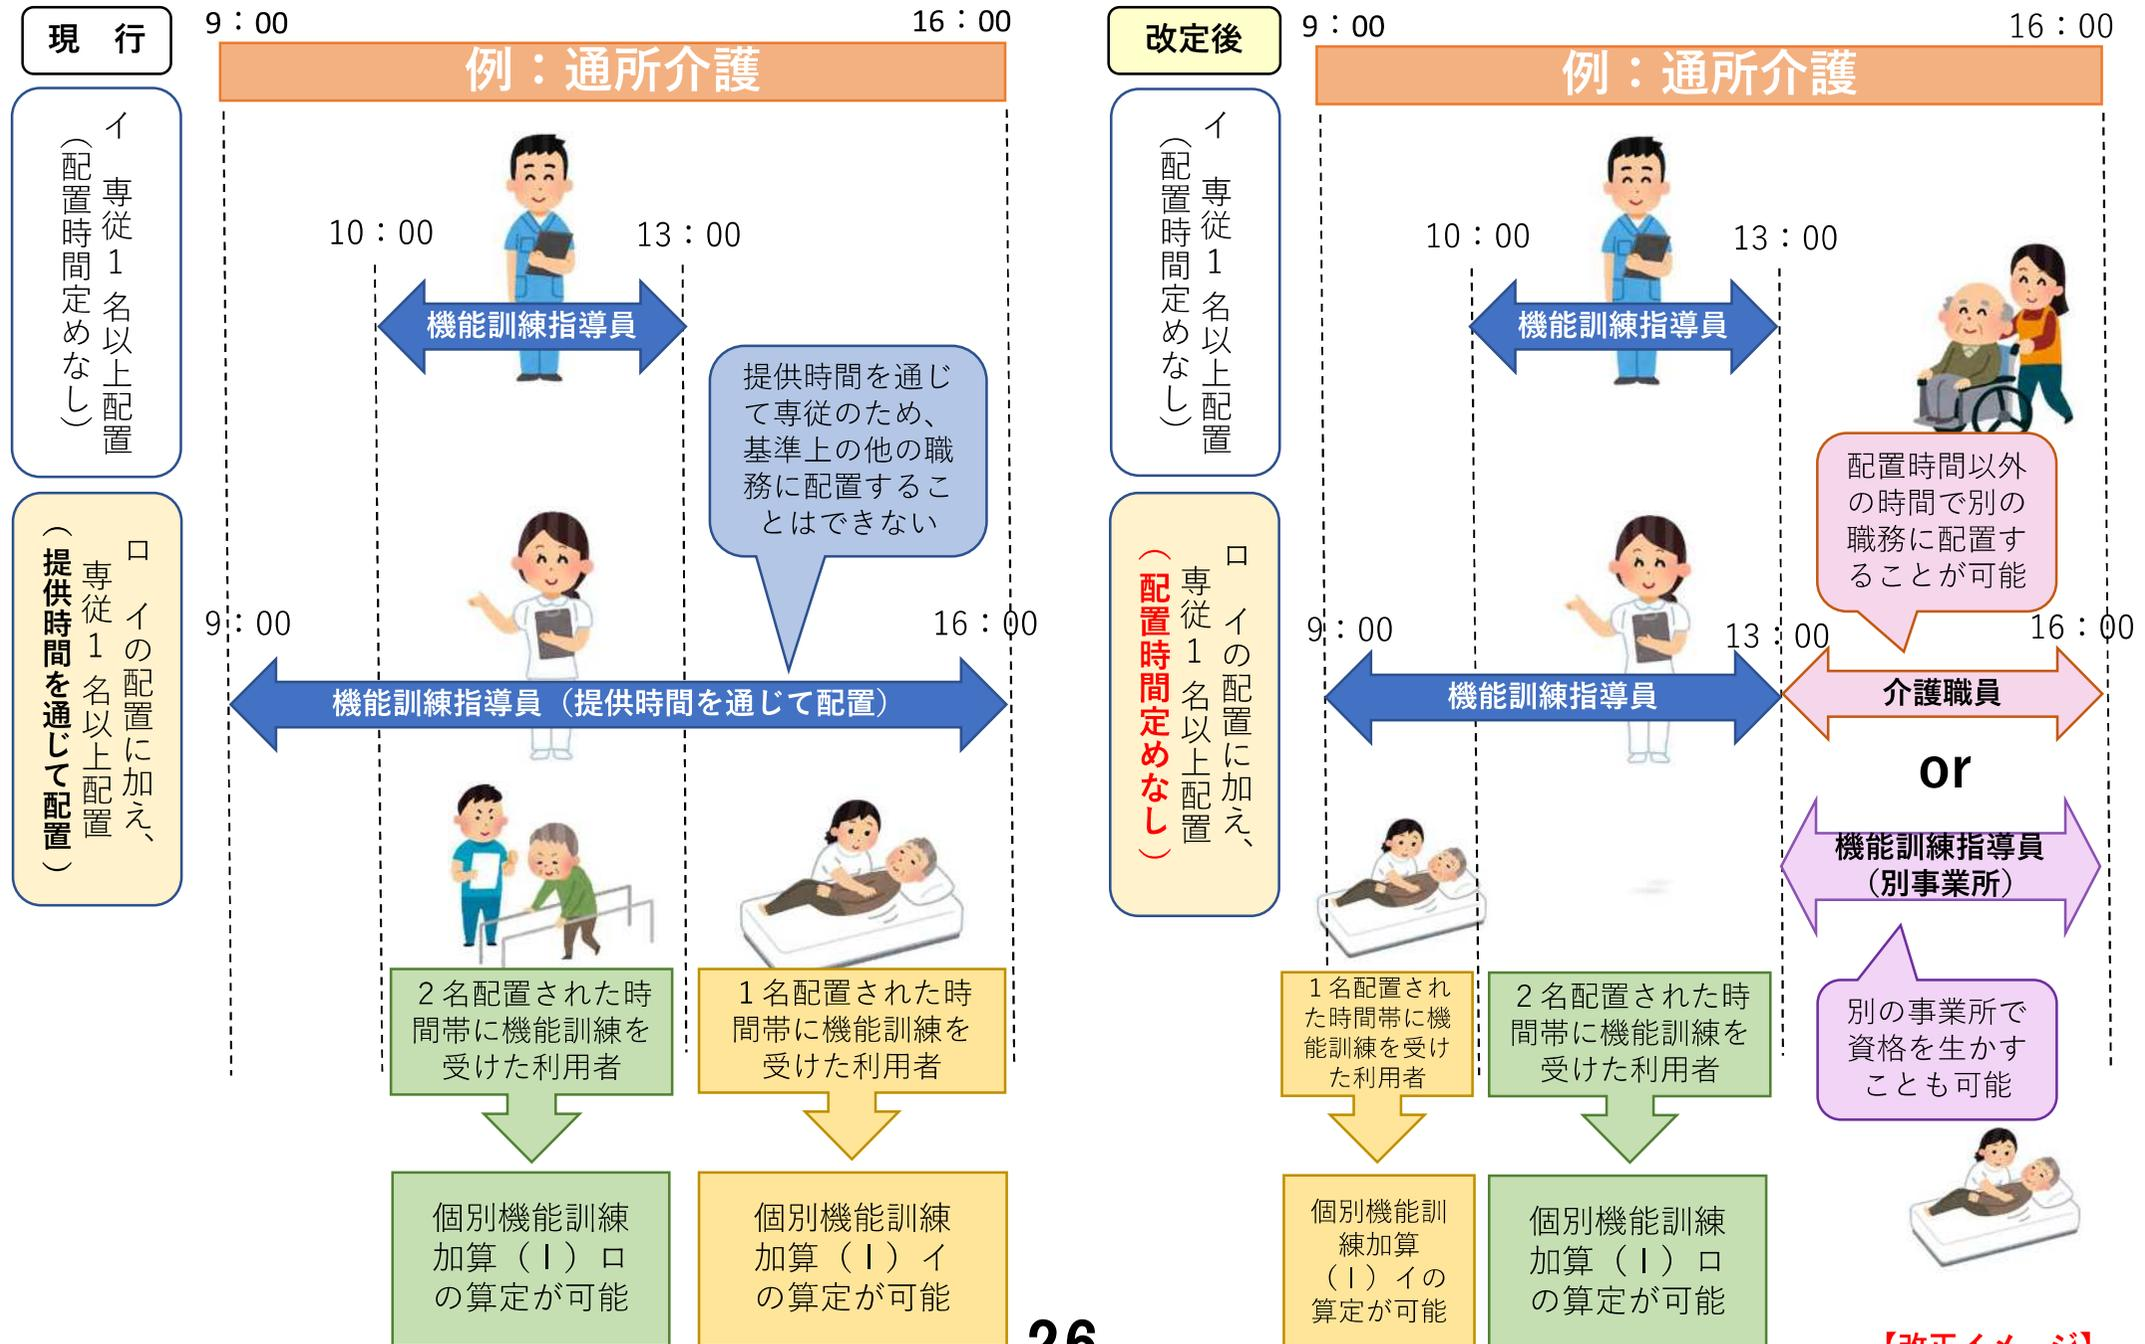 現　行
9：00
16：00
例：通所介護
イ　専従1名以上配置
（配置時間定めなし）
10：00
13：00
機能訓練指導員
提供時間を通じ
て専従のため、
基準上の他の職
務に配置するこ
とはできない
ロ　イの配置に加え、
専従1名以上配置
（提供時間を通じて配置）
9：00
16：00
機能訓練指導員（提供時間を通じて配置）
２名配置された時
間帯に機能訓練を
受けた利用者
１名配置された時
間帯に機能訓練を
受けた利用者
個別機能訓練
加算（Ⅰ）ロ
の算定が可能
個別機能訓練
加算（Ⅰ）イ
の算定が可能
26
改定後
9：00
16：00
例：通所介護
イ　専従1名以上配置
（配置時間定めなし）
10：00
13：00
機能訓練指導員
配置時間以外
の時間で別の
職務に配置す
ることが可能
ロ　イの配置に加え、
専従1名以上配置
（配置時間定めなし）
9：00
13：00
16：00
機能訓練指導員
介護職員
or
機能訓練指導員
（別事業所）
別の事業所で
資格を生かす
ことも可能
１名配置され
た時間帯に機
能訓練を受け
た利用者
２名配置された時
間帯に機能訓練を
受けた利用者
個別機能訓
練加算
（Ⅰ）イの
算定が可能
個別機能訓練
加算（Ⅰ）ロ
の算定が可能
【改正イメージ】